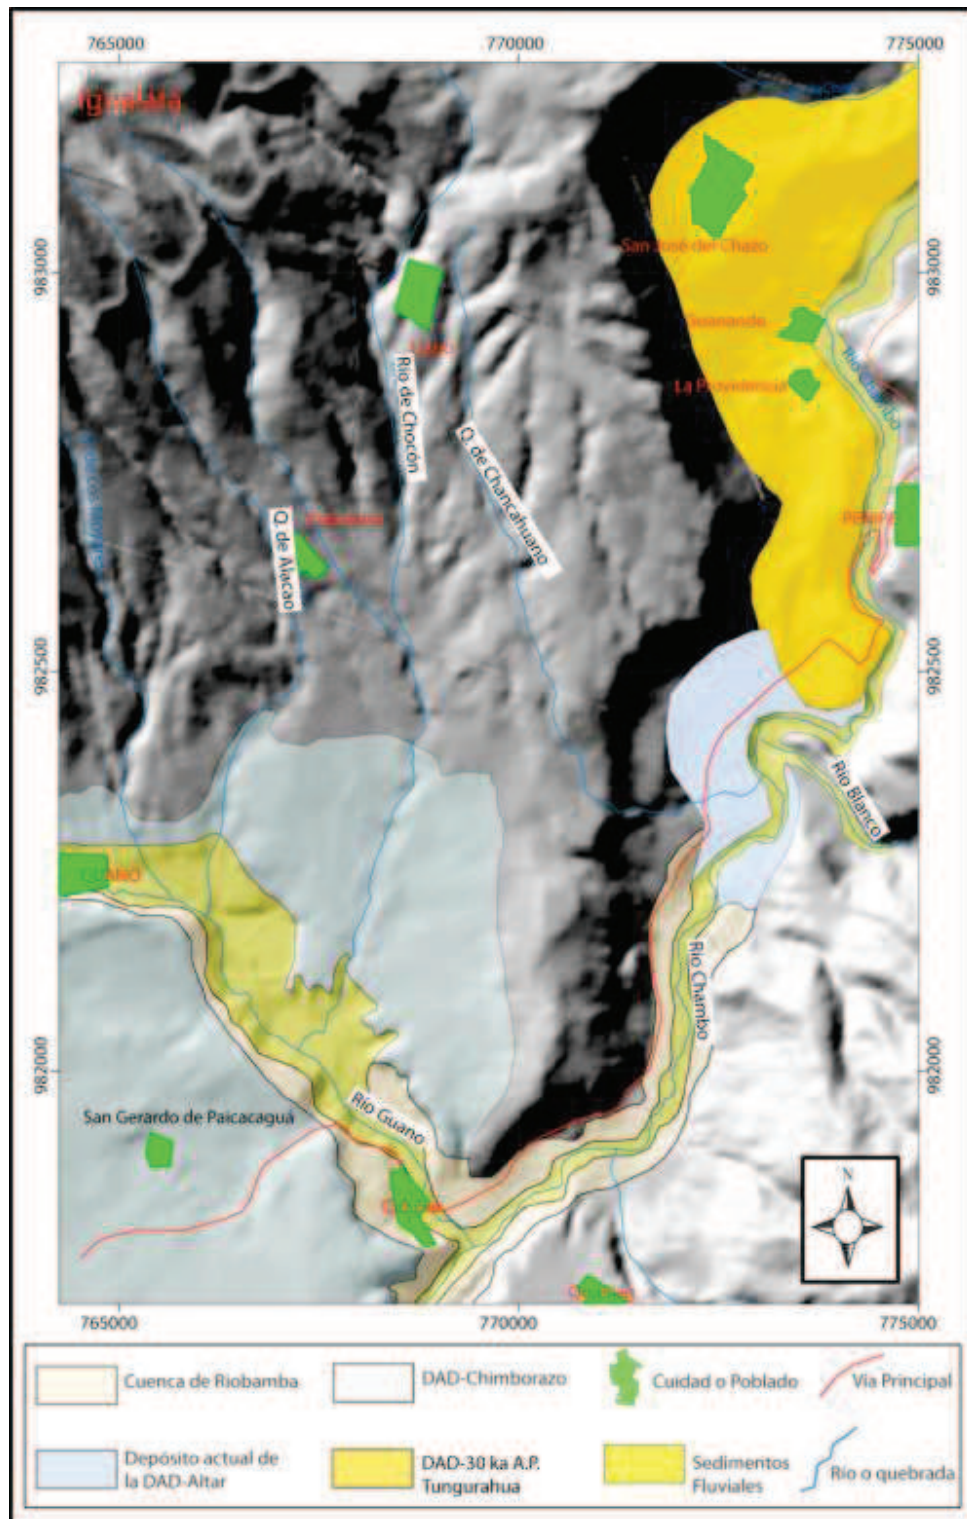 765000
770000
775000
Igualata
San José del Chazo
983000
983000
Guanando
La Providencia
Río Chambo
Río de Chocón
Q. de Chancahuano
Q. de Alacao
982500
982500
Río Blanco
GUANO
Río Chambo
982000
982000
Río Guano
San Gerardo de Paicacagua
N
765000
770000
775000
Cuenca de Riobamba
DAD-Chimborazo
Cuidad o Poblado
Vía Principal
Depósito actual de
la DAD-Altar
DAD-30 ka A.P.
Tungurahua
Sedimentos
Fluviales
Río o quebrada